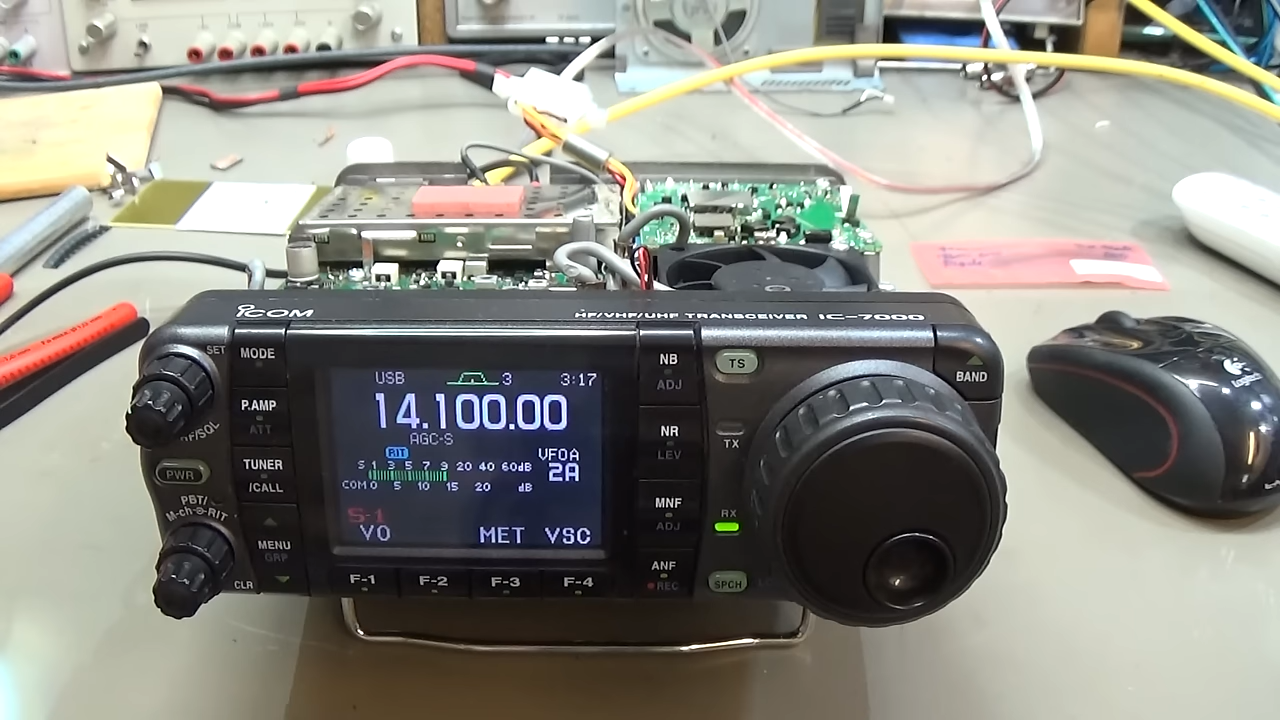 ICOM
HF/VHF/UHF TRANSCEIVER IC-7000
SET
MODE
P.AMP
ATT
AF/SQL
PWR
TUNER
/CALL
PBT/
M-ch RIT
MENU
GRP
CLR
USB 3 3:17
14.100.00
AGC-S
RIT
VFOA
2A
S 1 3 5 7 9 20 40 60dB
COM 0 5 10 15 20 dB
S-1
VO MET VSC
F-1 F-2 F-3 F-4
NB
ADJ
NR
LEV
MNF
ADJ
ANF
REC
TS
TX
RX
SPCH
BAND
Logitech